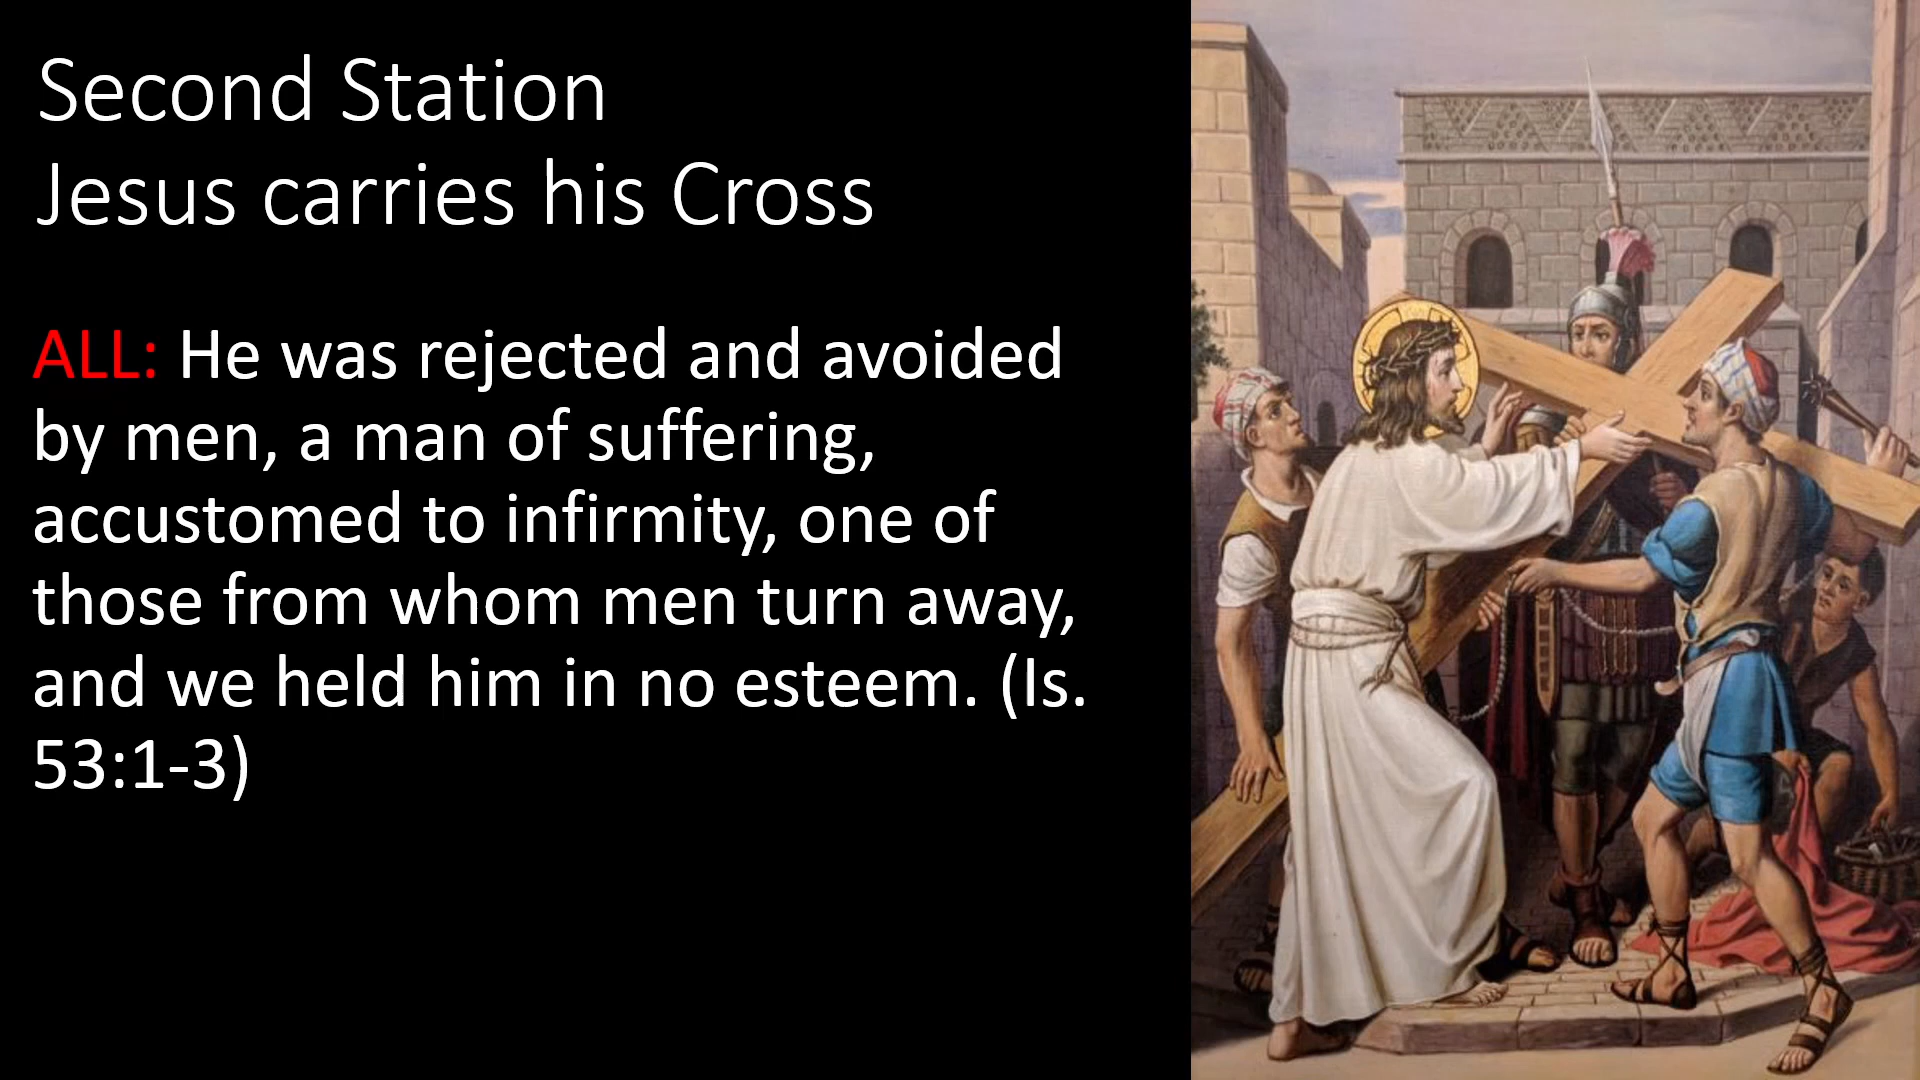 Second Station
Jesus carries his Cross
ALL: He was rejected and avoided
by men, a man of suffering,
accustomed to infirmity, one of
those from whom men turn away,
and we held him in no esteem. (Is.
53:1-3)